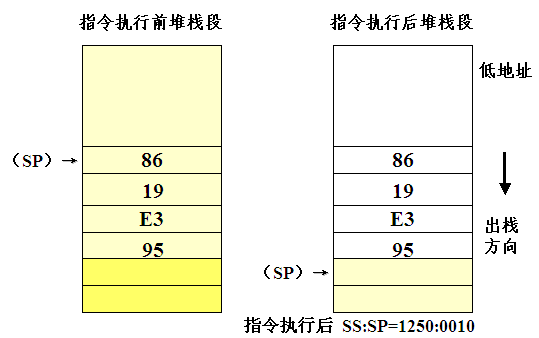 指令执行前堆栈段
指令执行后堆栈段
低地址
(SP) → 86
19
E3
95
86
19
E3
95
(SP) →
出栈
方向
指令执行后 SS:SP=1250:0010